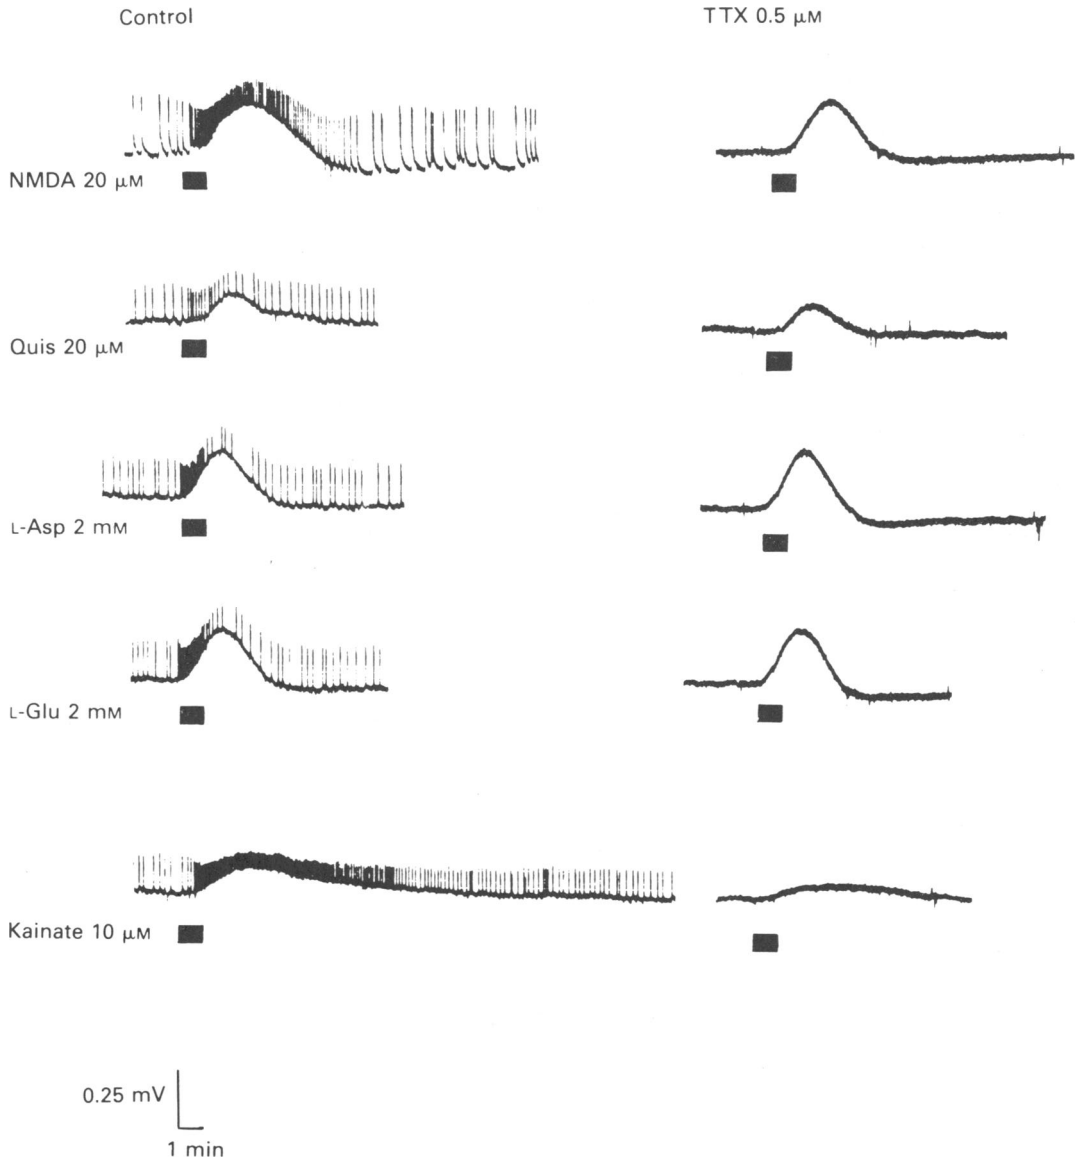 Control
TTX 0.5 μM
NMDA 20 μM
Quis 20 μM
L-Asp 2 mM
L-Glu 2 mM
Kainate 10 μM
0.25 mV
1 min